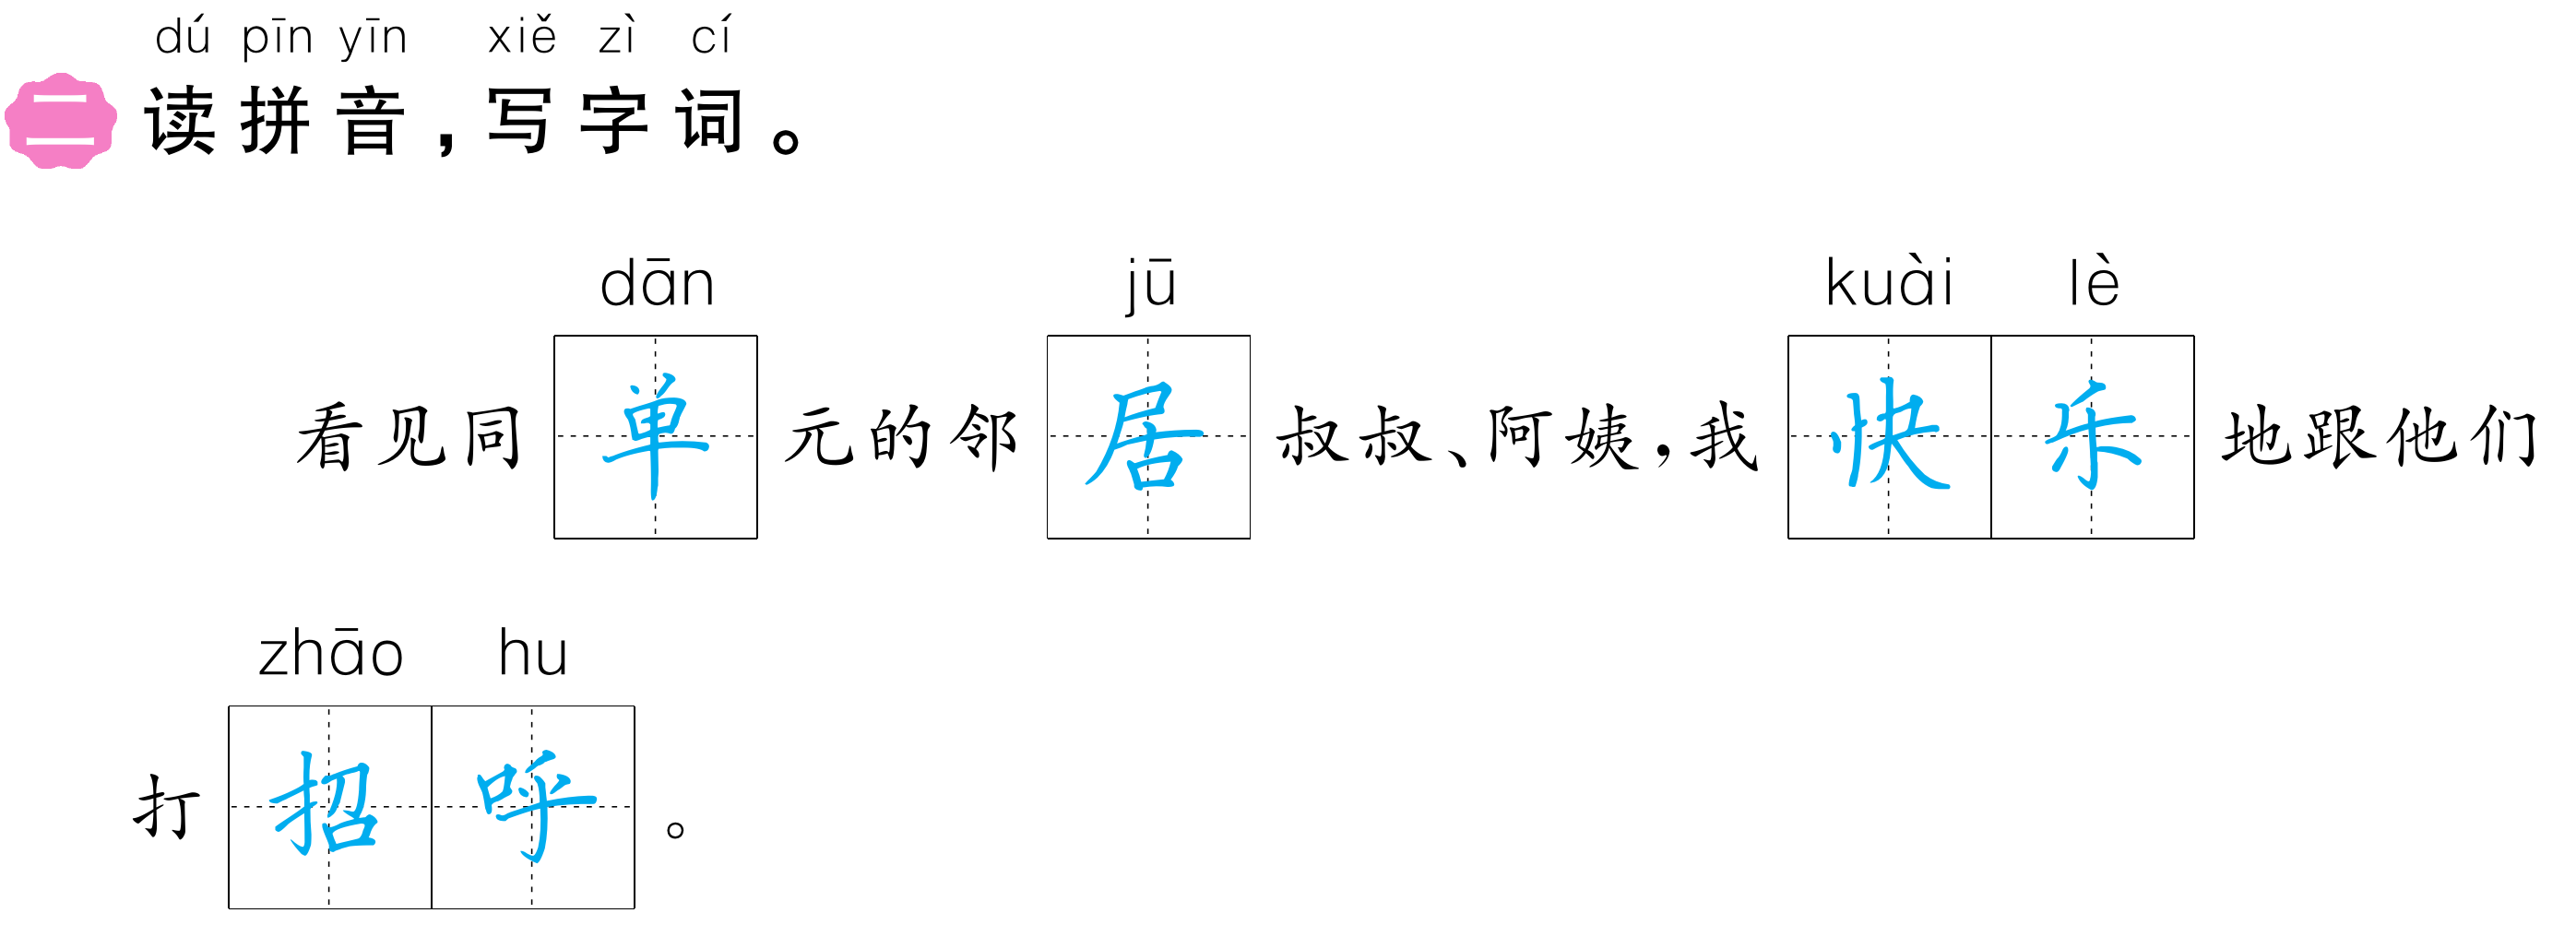 dú pīn yīn xiě zì cí
二 读拼音，写字词。
dān jū kuài lè
看见同单元的邻居叔叔、阿姨，我快乐地跟他们
zhāo hu
打招呼。